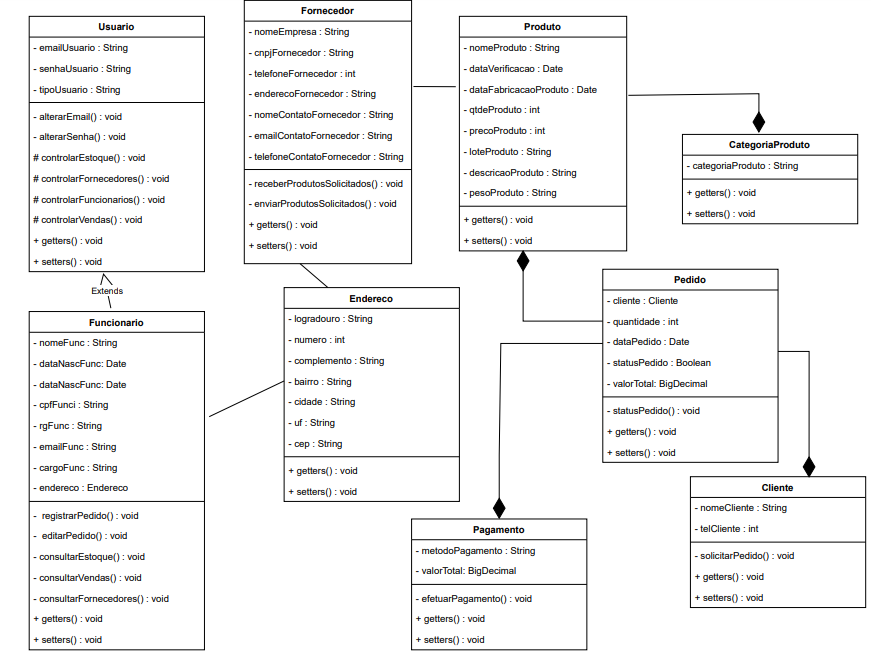 Usuario
- emailUsuario : String
- senhaUsuario : String
- tipoUsuario : String
- alterarEmail() : void
- alterarSenha() : void
# controlarEstoque() : void
# controlarFornecedores() : void
# controlarFuncionarios() : void
# controlarVendas() : void
+ getters() : void
+ setters() : void
Extends
Funcionario
- nomeFunc : String
- dataNascFunc: Date
- dataNascFunc: Date
- cpfFunci : String
- rgFunc : String
- emailFunc : String
- cargoFunc : String
- endereco : Endereco
- registrarPedido() : void
- editarPedido() : void
- consultarEstoque() : void
- consultarVendas() : void
- consultarFornecedores() : void
+ getters() : void
+ setters() : void
Fornecedor
- nomeEmpresa : String
- cnpjFornecedor : String
- telefoneFornecedor : int
- enderecoFornecedor : String
- nomeContatoFornecedor : String
- emailContatoFornecedor : String
- telefoneContatoFornecedor : String
- receberProdutosSolicitados() : void
- enviarProdutosSolicitados() : void
+ getters() : void
+ setters() : void
Endereco
- logradouro : String
- numero : int
- complemento : String
- bairro : String
- cidade : String
- uf : String
- cep : String
+ getters() : void
+ setters() : void
Produto
- nomeProduto : String
- dataVerificacao : Date
- dataFabricacaoProduto : Date
- qtdeProduto : int
- precoProduto : int
- loteProduto : String
- descricaoProduto : String
- pesoProduto : String
+ getters() : void
+ setters() : void
CategoriaProduto
- categoriaProduto : String
+ getters() : void
+ setters() : void
Pedido
- cliente : Cliente
- quantidade : int
- dataPedido : Date
- statusPedido : Boolean
- valorTotal: BigDecimal
- statusPedido() : void
+ getters() : void
+ setters() : void
Pagamento
- metodoPagamento : String
- valorTotal: BigDecimal
- efetuarPagamento() : void
+ getters() : void
+ setters() : void
Cliente
- nomeCliente : String
- telCliente : int
- solicitarPedido() : void
+ getters() : void
+ setters() : void